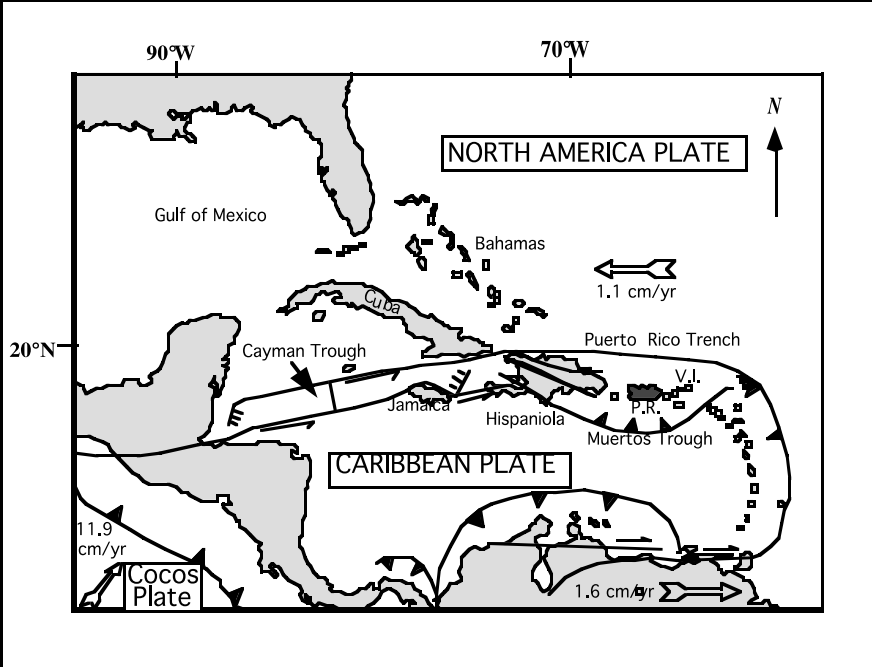 90°W
70°W
N
NORTH AMERICA PLATE
Gulf of Mexico
Bahamas
1.1 cm/yr
Cuba
20°N
Puerto Rico Trench
Cayman Trough
V.I.
Jamaica
P.R.
Hispaniola
Muertos Trough
CARIBBEAN PLATE
11.9
cm/yr
Cocos
Plate
1.6 cm/yr